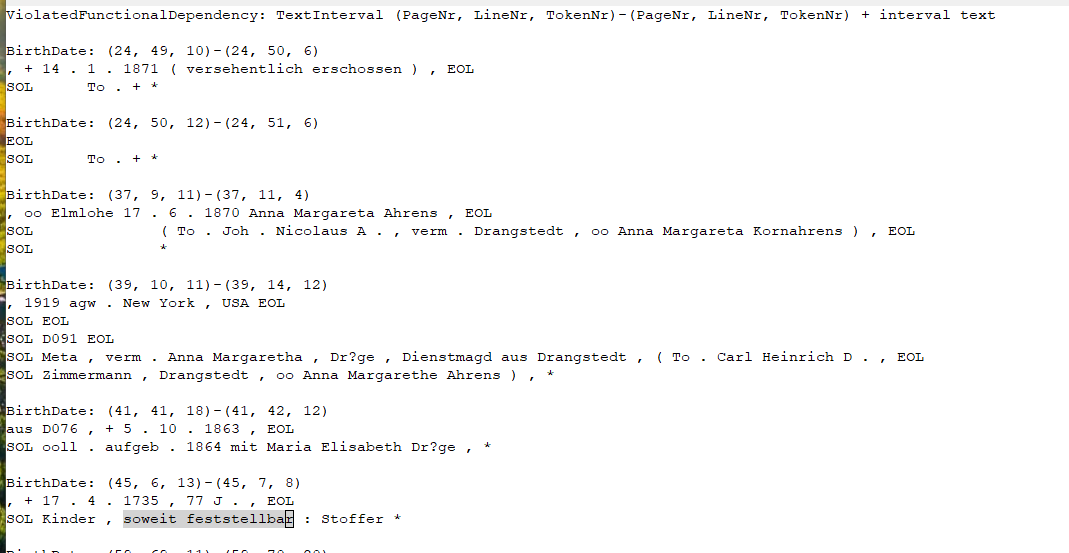 ViolatedFunctionalDependency: TextInterval (PageNr, LineNr, TokenNr)-(PageNr, LineNr, TokenNr) + interval text
BirthDate: (24, 49, 10)-(24, 50, 6)
, + 14 . 1 . 1871 ( versehentlich erschossen ) , EOL
SOL To . + *
BirthDate: (24, 50, 12)-(24, 51, 6)
EOL
SOL To . + *
BirthDate: (37, 9, 11)-(37, 11, 4)
, oo Elmlohe 17 . 6 . 1870 Anna Margareta Ahrens , EOL
SOL ( To . Joh . Nicolaus A . , verm . Drangstedt , oo Anna Margareta Kornahrens ) , EOL
SOL *
BirthDate: (39, 10, 11)-(39, 14, 12)
, 1919 agw . New York , USA EOL
SOL EOL
SOL D091 EOL
SOL Meta , verm . Anna Margaretha , Dr?ge , Dienstmagd aus Drangstedt , ( To . Carl Heinrich D . , EOL
SOL Zimmermann , Drangstedt , oo Anna Margarethe Ahrens ) , *
BirthDate: (41, 41, 18)-(41, 42, 12)
aus D076 , + 5 . 10 . 1863 , EOL
SOL ooll . aufgeb . 1864 mit Maria Elisabeth Dr?ge , *
BirthDate: (45, 6, 13)-(45, 7, 8)
, + 17 . 4 . 1735 , 77 J . , EOL
SOL Kinder , soweit feststellbar : Stoffer *